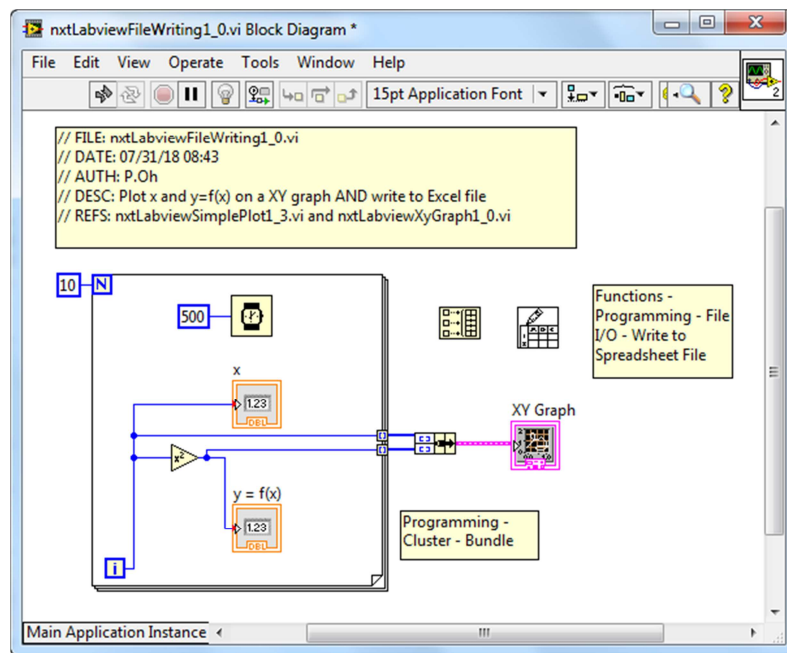 nxtLabviewFileWriting1_0.vi Block Diagram *
File Edit View Operate Tools Window Help
15pt Application Font
2
// FILE: nxtLabviewFileWriting1_0.vi
// DATE: 07/31/18 08:43
// AUTH: P.Oh
// DESC: Plot x and y=f(x) on a XY graph AND write to Excel file
// REFS: nxtLabviewSimplePlot1_3.vi and nxtLabviewXyGraph1_0.vi
10 N
500
Functions -
Programming - File
I/O - Write to
Spreadsheet File
x
1.23
DBL
XY Graph
x²
y = f(x)
1.23
DBL
Programming -
Cluster - Bundle
i
Main Application Instance